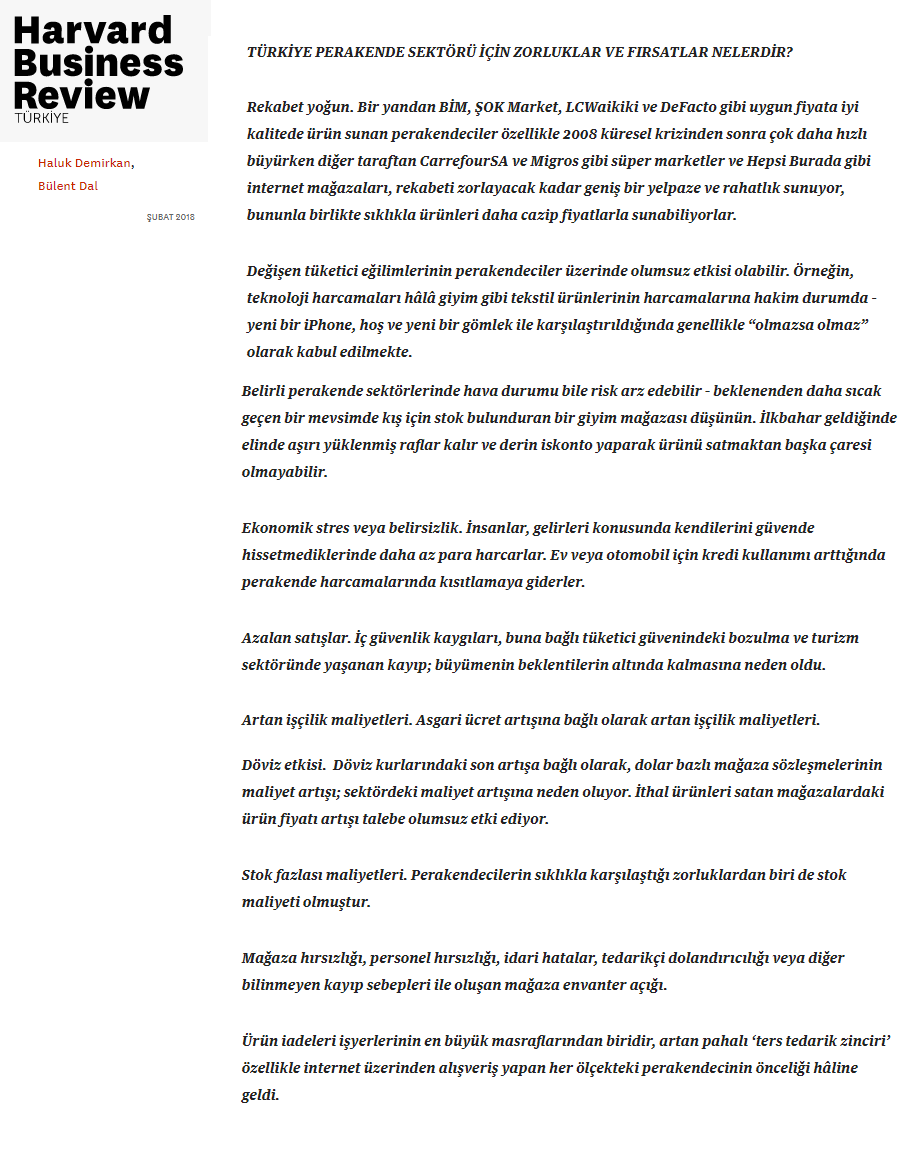 Harvard
Business
Review
TÜRKİYE
Haluk Demirkan,
Bülent Dal
ŞUBAT 2018
TÜRKİYE PERAKENDE SEKTÖRÜ İÇİN ZORLUKLAR VE FIRSATLAR NELERDİR?
Rekabet yoğun. Bir yandan BİM, ŞOK Market, LCWaikiki ve DeFacto gibi uygun fiyata iyi
kalitede ürün sunan perakendeciler özellikle 2008 küresel krizinden sonra çok daha hızlı
büyürken diğer taraftan CarrefourSA ve Migros gibi süper marketler ve Hepsi Burada gibi
internet mağazaları, rekabeti zorlayacak kadar geniş bir yelpaze ve rahatlık sunuyor,
bununla birlikte sıklıkla ürünleri daha cazip fiyatlarla sunabiliyorlar.
Değişen tüketici eğilimlerinin perakendeciler üzerinde olumsuz etkisi olabilir. Örneğin,
teknoloji harcamaları hâlâ giyim gibi tekstil ürünlerinin harcamalarına hakim durumda -
yeni bir iPhone, hoş ve yeni bir gömlek ile karşılaştırıldığında genellikle “olmazsa olmaz”
olarak kabul edilmekte.
Belirli perakende sektörlerinde hava durumu bile risk arz edebilir - beklenenden daha sıcak
geçen bir mevsimde kış için stok bulunduran bir giyim mağazası düşünün. İlkbahar geldiğinde
elinde aşırı yüklenmiş raflar kalır ve derin iskonto yaparak ürünü satmaktan başka çaresi
olmayabilir.
Ekonomik stres veya belirsizlik. İnsanlar, gelirleri konusunda kendilerini güvende
hissetmediklerinde daha az para harcarlar. Ev veya otomobil için kredi kullanımı arttığında
perakende harcamalarında kısıtlamaya giderler.
Azalan satışlar. İç güvenlik kaygıları, buna bağlı tüketici güvenindeki bozulma ve turizm
sektöründe yaşanan kayıp; büyümenin beklentilerin altında kalmasına neden oldu.
Artan işçilik maliyetleri. Asgari ücret artışına bağlı olarak artan işçilik maliyetleri.
Döviz etkisi.  Döviz kurlarındaki son artışa bağlı olarak, dolar bazlı mağaza sözleşmelerinin
maliyet artışı; sektördeki maliyet artışına neden oluyor. İthal ürünleri satan mağazalardaki
ürün fiyatı artışı talebe olumsuz etki ediyor.
Stok fazlası maliyetleri. Perakendecilerin sıklıkla karşılaştığı zorluklardan biri de stok
maliyeti olmuştur.
Mağaza hırsızlığı, personel hırsızlığı, idari hatalar, tedarikçi dolandırıcılığı veya diğer
bilinmeyen kayıp sebepleri ile oluşan mağaza envanter açığı.
Ürün iadeleri işyerlerinin en büyük masraflarından biridir, artan pahalı ‘ters tedarik zinciri’
özellikle internet üzerinden alışveriş yapan her ölçekteki perakendecinin önceliği hâline
geldi.